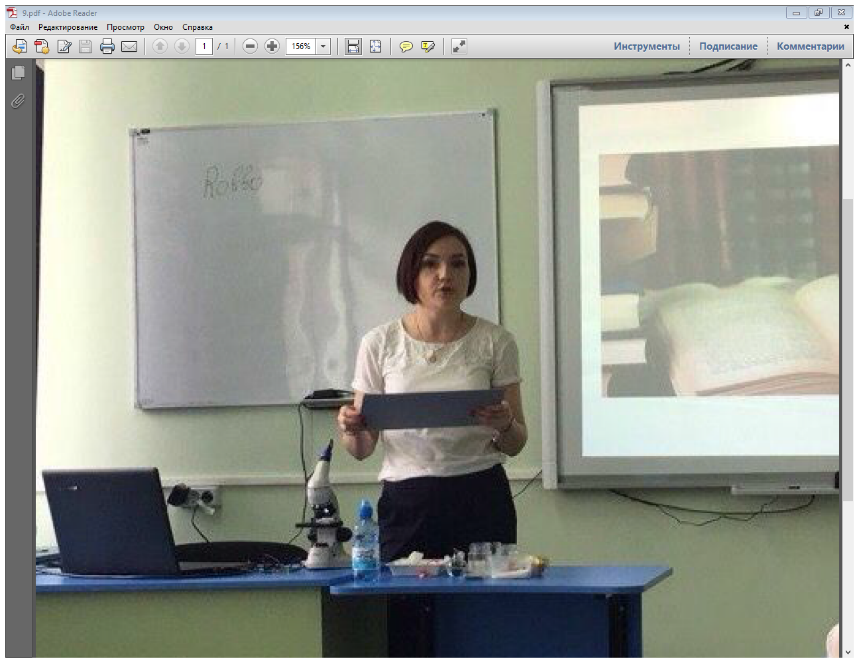 9.pdf - Adobe Reader
Файл Редактирование Просмотр Окно Справка
1 / 1 156% Инструменты Подписание Комментарии
Robbo